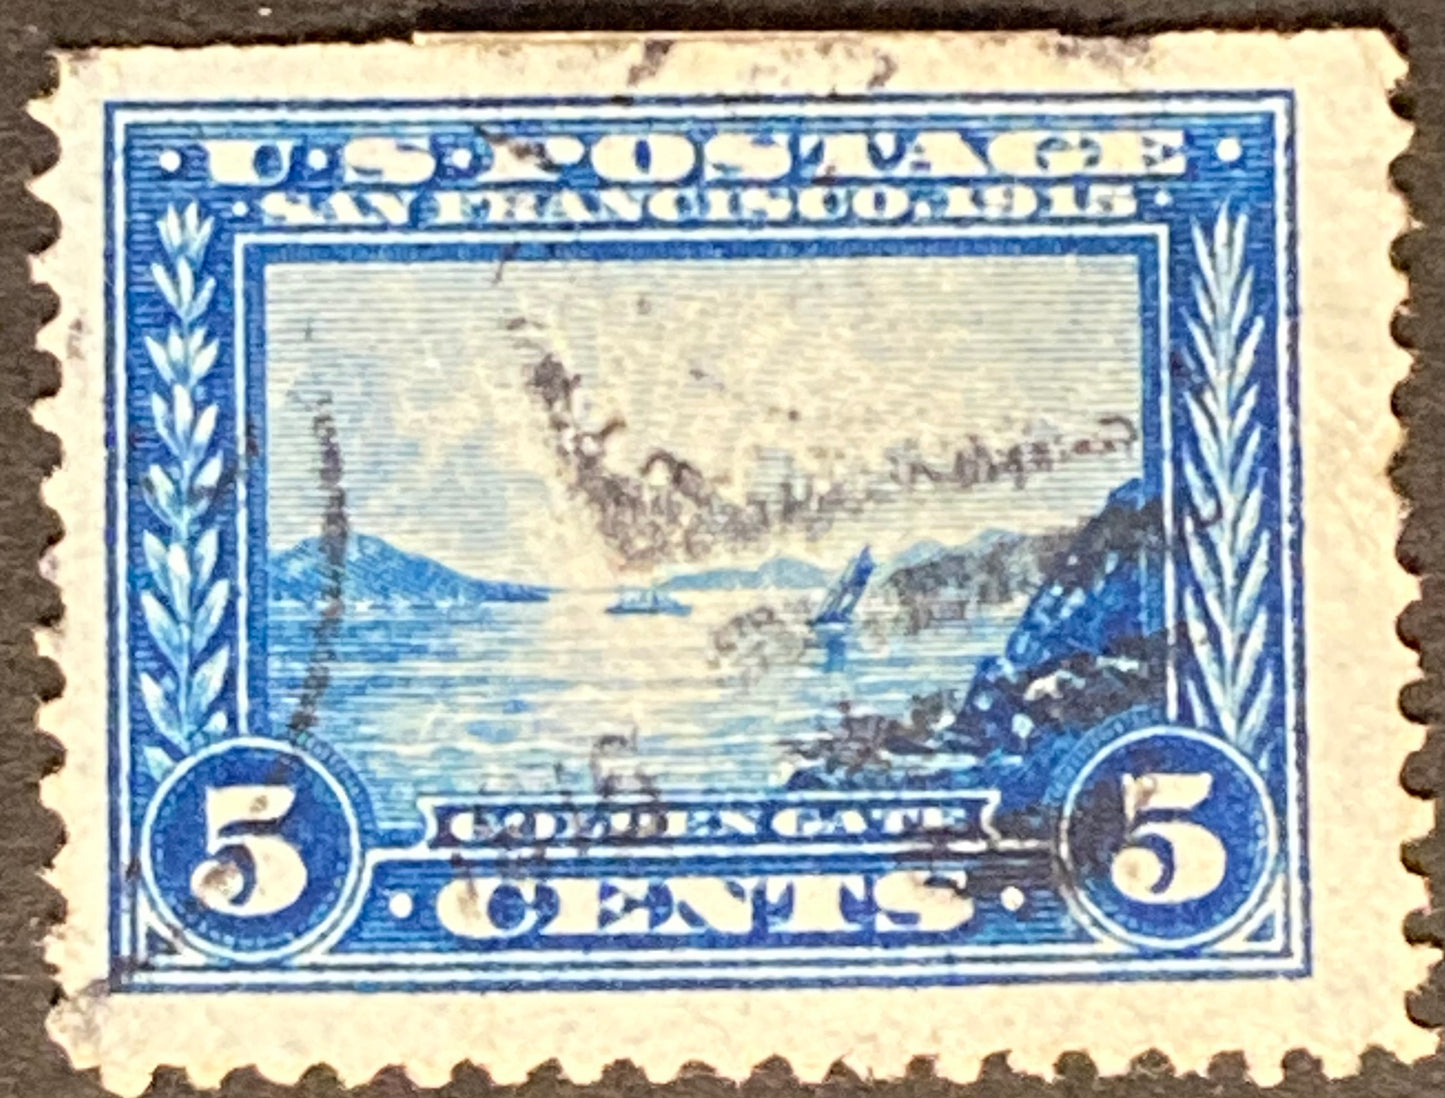 U·S·POSTAGE
SAN FRANCISCO, 1915
GOLDEN GATE
5 CENTS 5